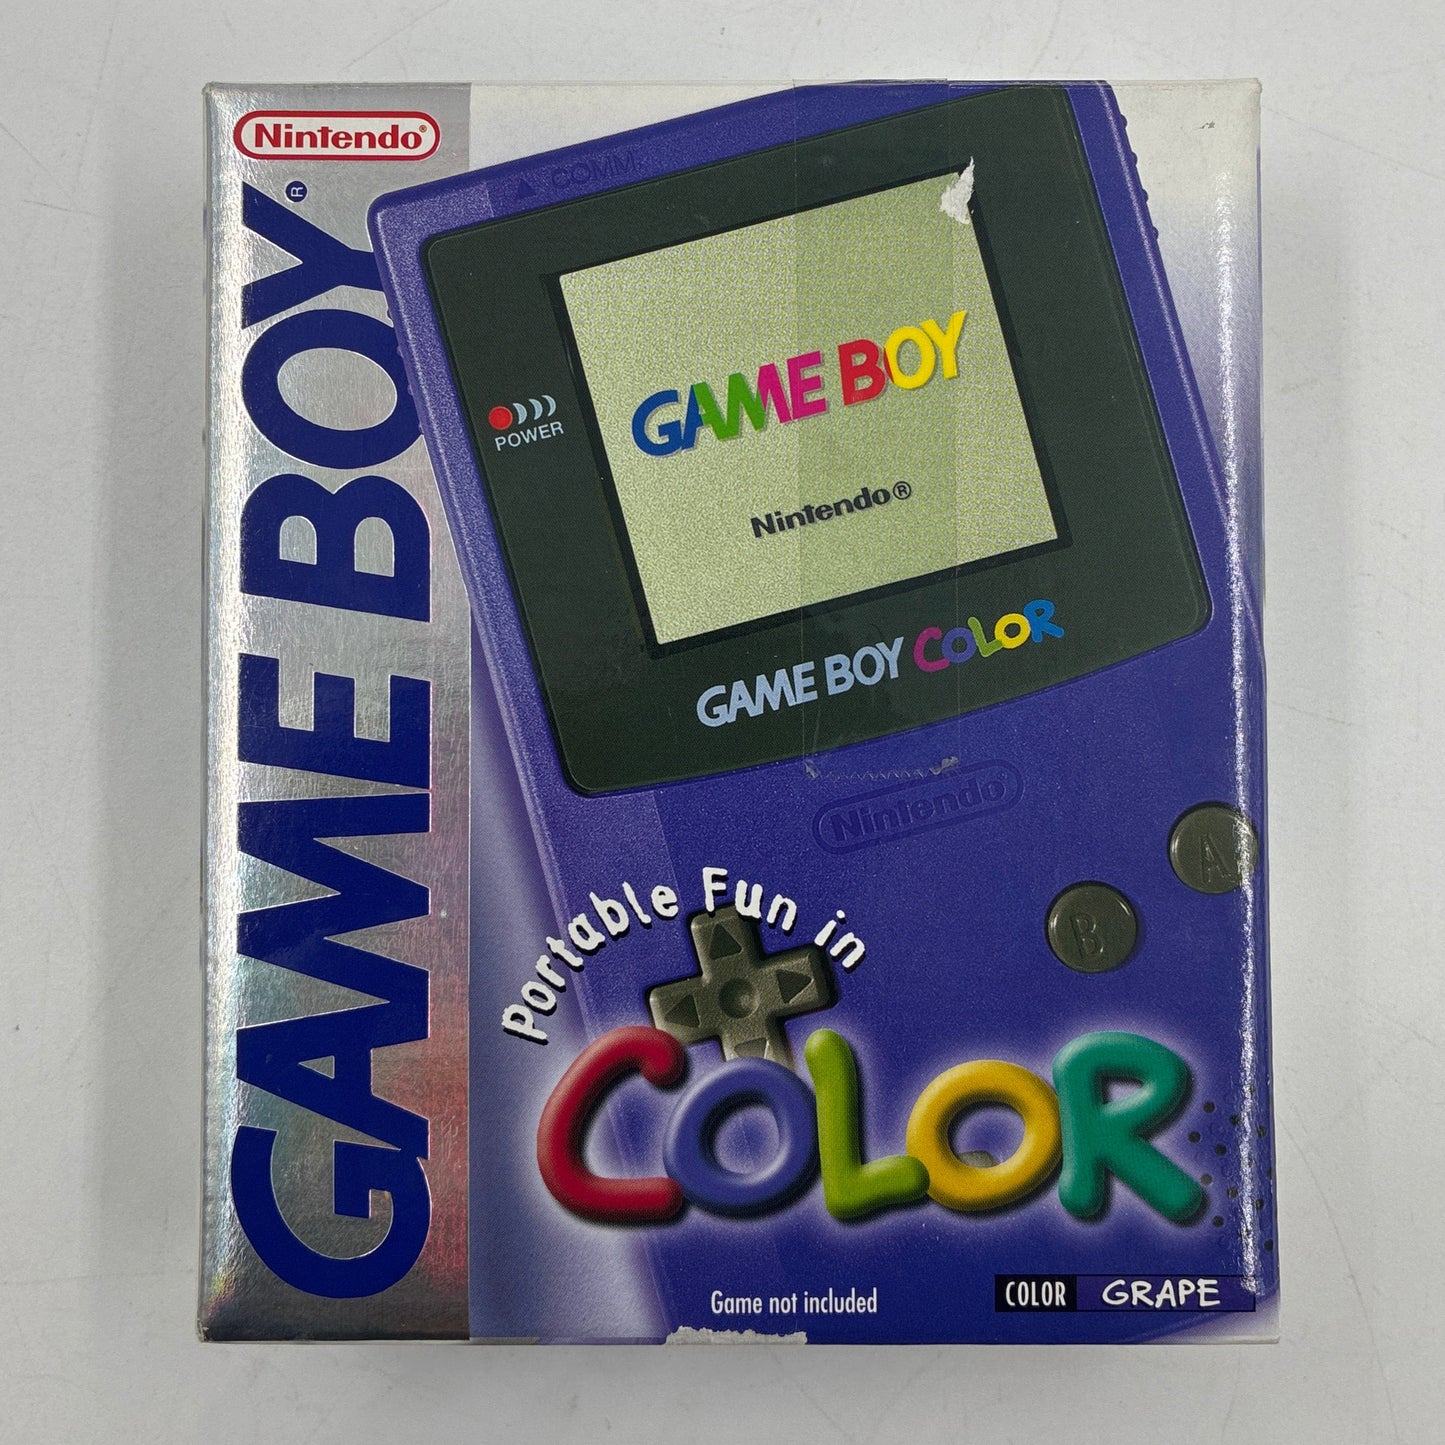 Nintendo®
GAME BOY®
▲ COMM.
POWER
GAME BOY
Nintendo®
GAME BOY COLOR
Nintendo®
A
B
Portable Fun in
COLOR
Game not included
COLOR GRAPE